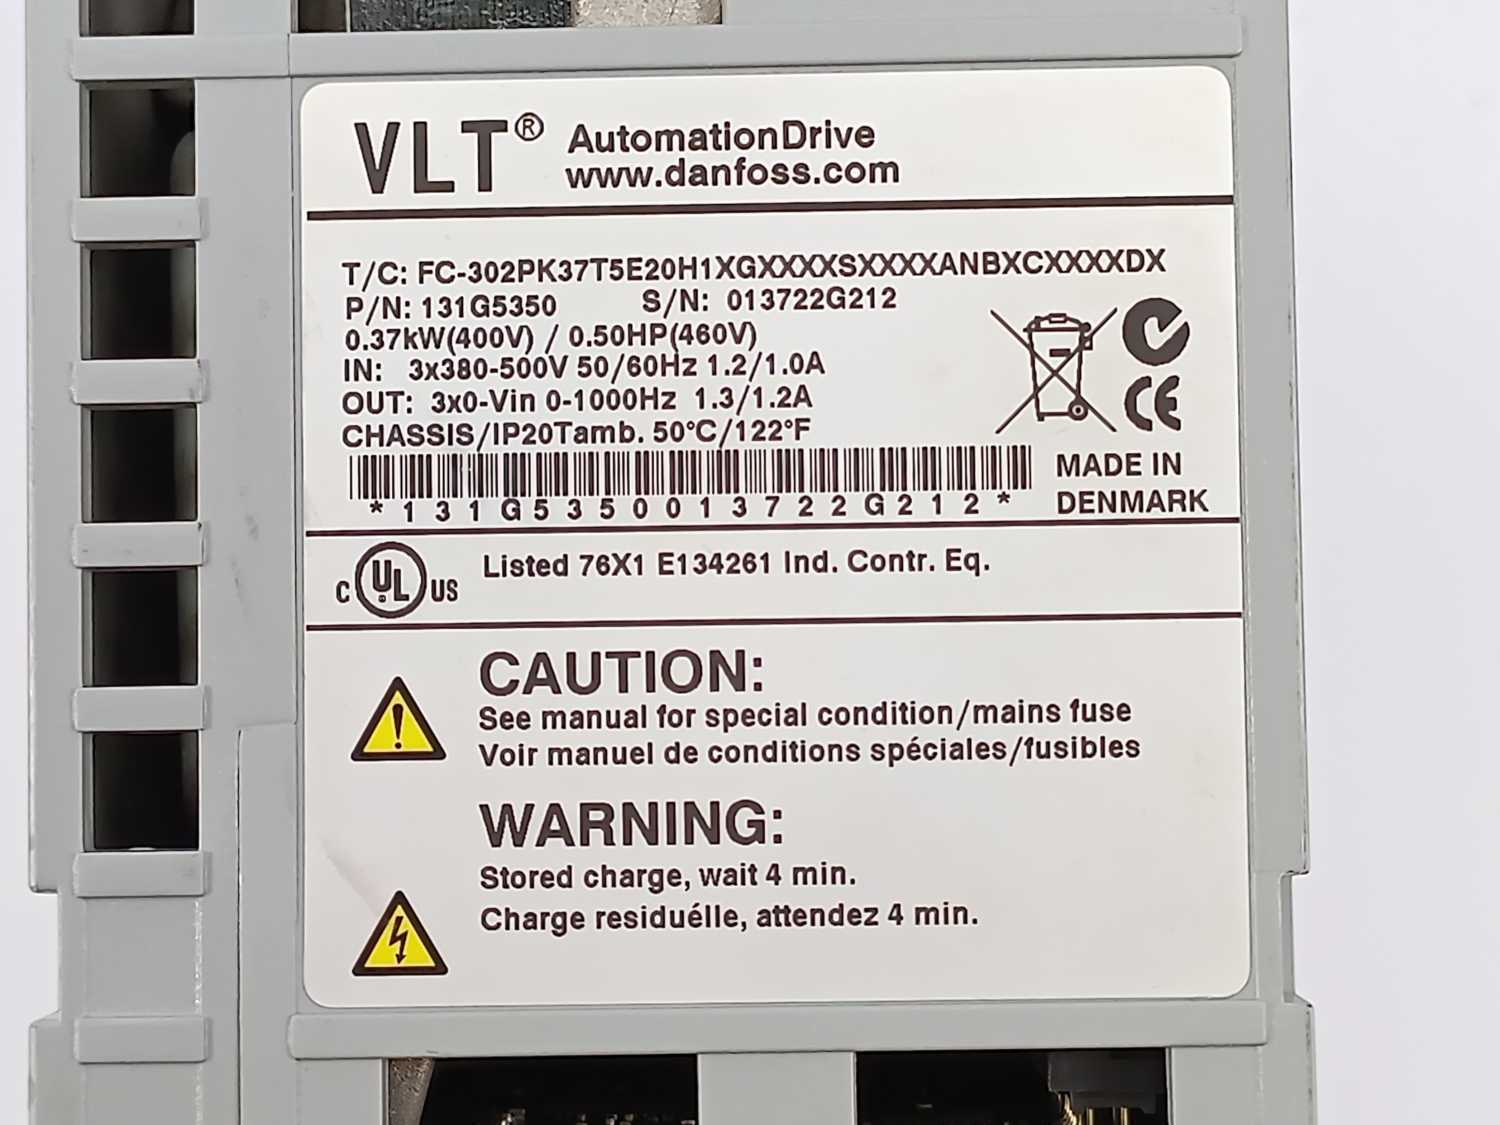 VLT® AutomationDrive
www.danfoss.com
T/C: FC-302PK37T5E20H1XGXXXXSXXXXANBXCXXXXDX
P/N: 131G5350 S/N: 013722G212
0.37kW(400V) / 0.50HP(460V)
IN: 3x380-500V 50/60Hz 1.2/1.0A
OUT: 3x0-Vin 0-1000Hz 1.3/1.2A
CHASSIS/IP20Tamb. 50°C/122°F
*131G5350013722G212*
CE
MADE IN
DENMARK
C UL US Listed 76X1 E134261 Ind. Contr. Eq.
CAUTION:
See manual for special condition/mains fuse
Voir manuel de conditions spéciales/fusibles
WARNING:
Stored charge, wait 4 min.
Charge residuélle, attendez 4 min.